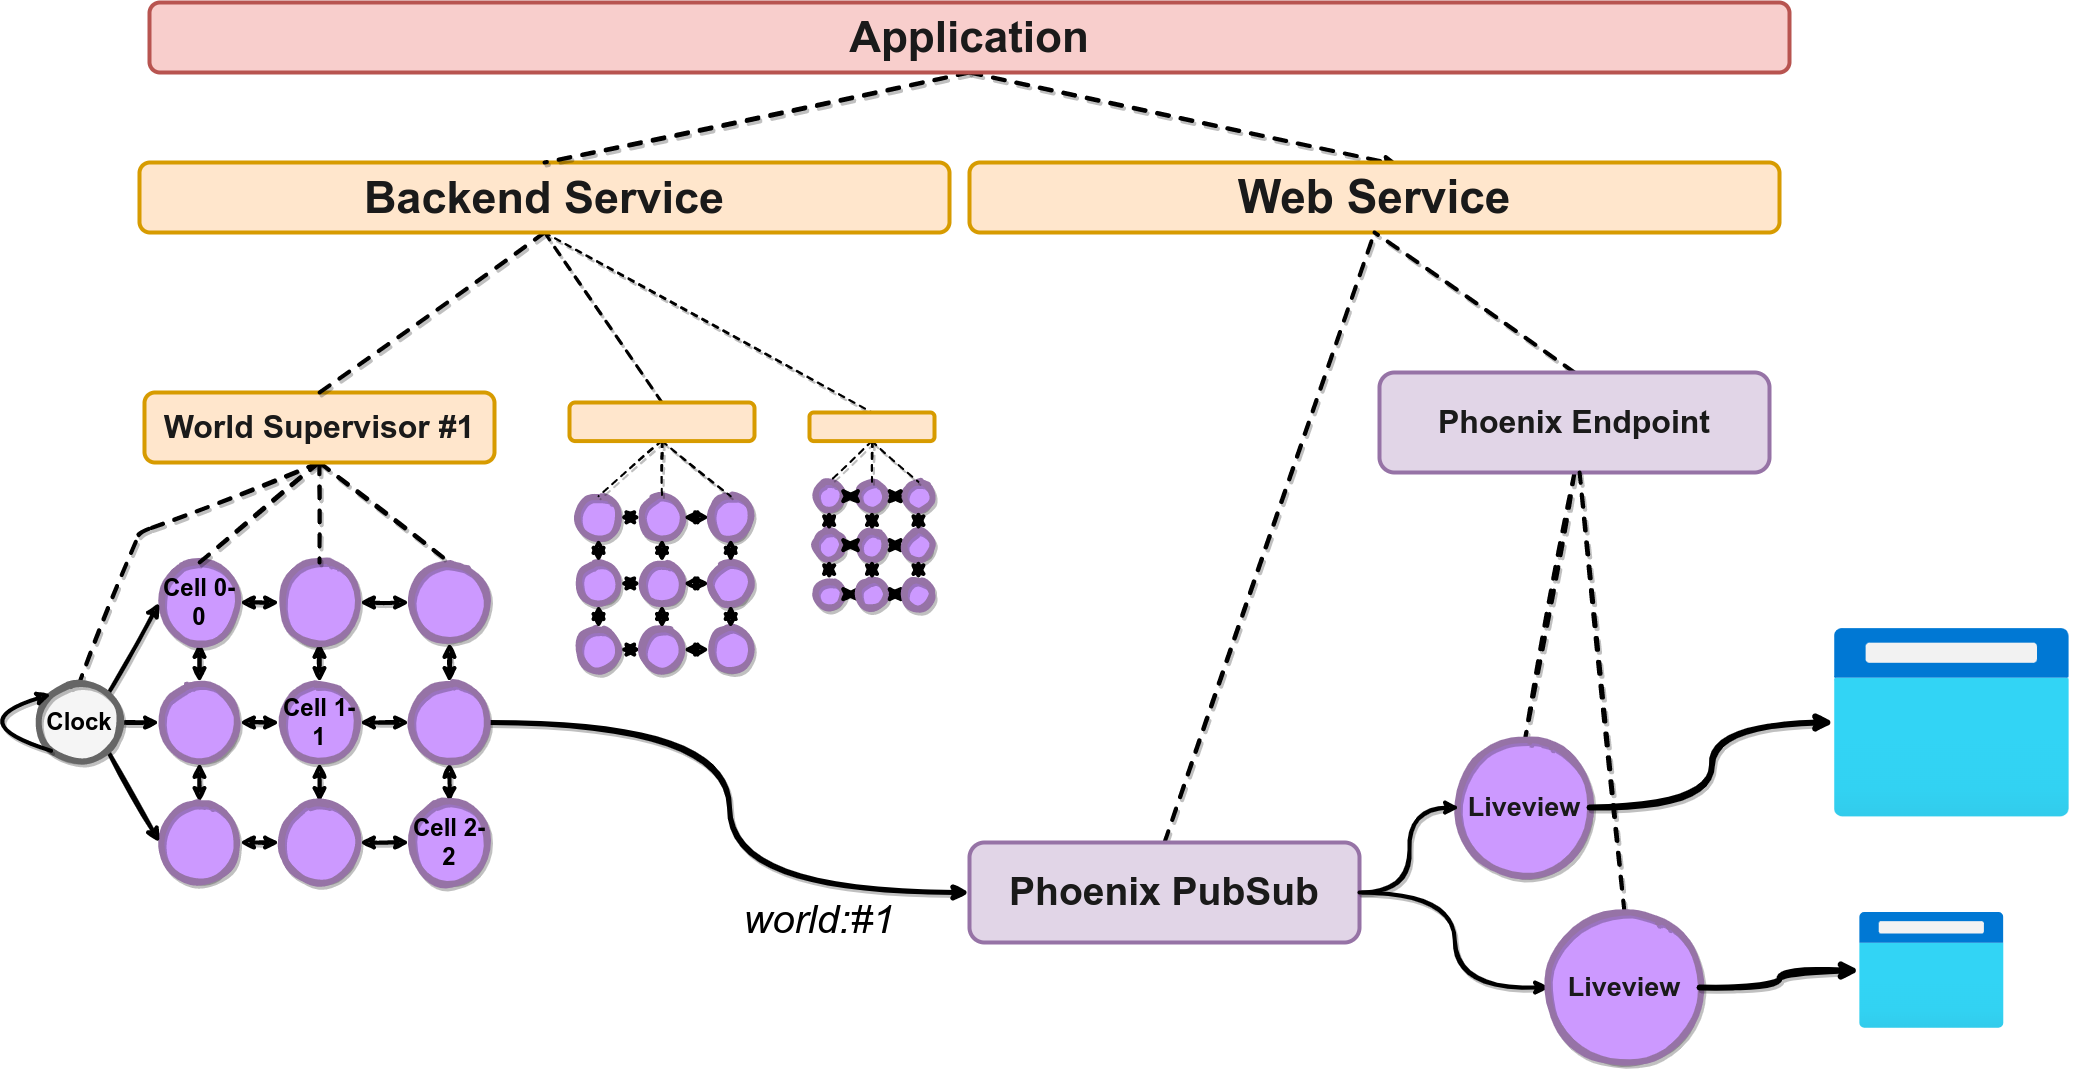 Application
Backend Service
Web Service
World Supervisor #1
Phoenix Endpoint
Cell 0-
0
Clock
Cell 1-
1
Cell 2-
2
world:#1
Phoenix PubSub
Liveview
Liveview